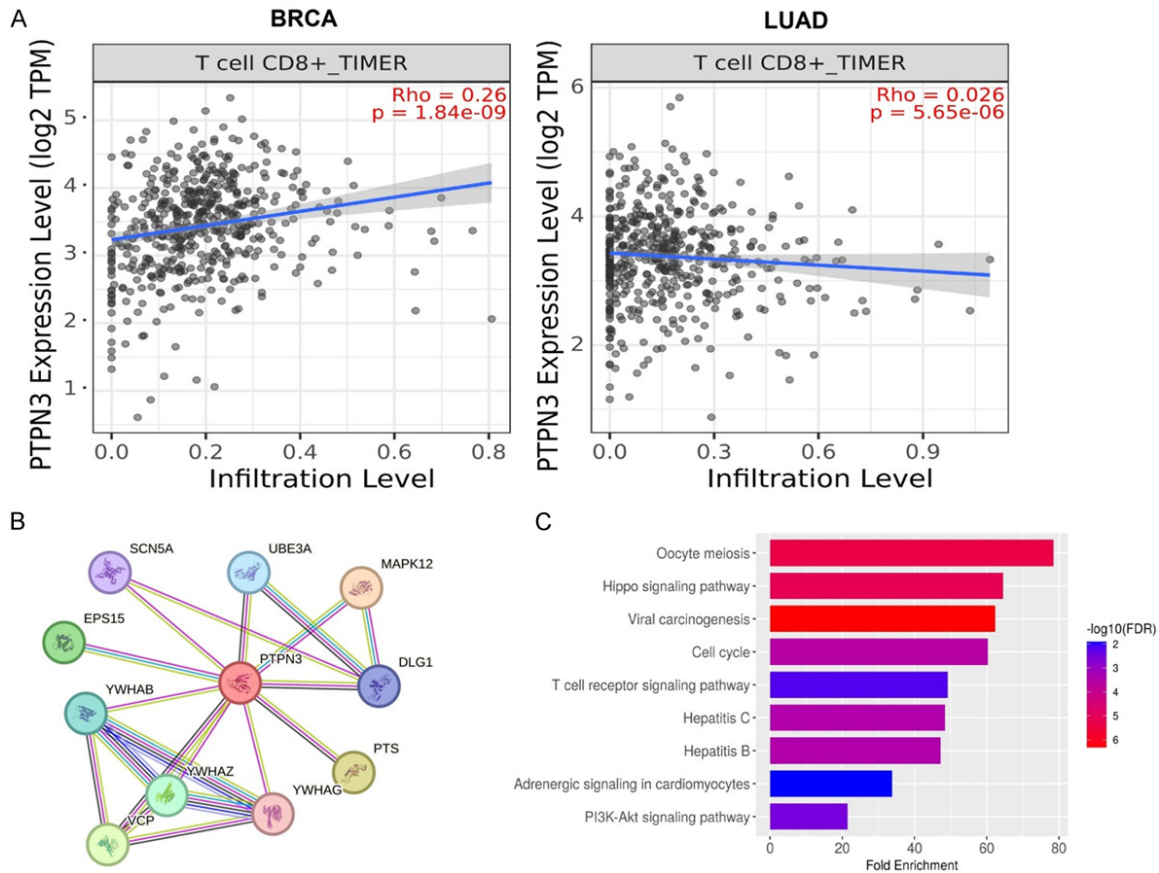 A
BRCA
LUAD
T cell CD8+_TIMER
T cell CD8+_TIMER
Rho = 0.26
p = 1.84e-09
Rho = 0.026
p = 5.65e-06
PTPN3 Expression Level (log2 TPM)
5
4
3
2
1
0.0 0.2 0.4 0.6 0.8
Infiltration Level
PTPN3 Expression Level (log2 TPM)
6
4
2
0.0 0.3 0.6 0.9
Infiltration Level
B
SCN5A
UBE3A
MAPK12
EPS15
PTPN3
DLG1
YWHAB
PTS
YWHAZ
YWHAG
VCP
C
Oocyte meiosis
Hippo signaling pathway
Viral carcinogenesis
Cell cycle
T cell receptor signaling pathway
Hepatitis C
Hepatitis B
Adrenergic signaling in cardiomyocytes
PI3K-Akt signaling pathway
0 20 40 60 80
Fold Enrichment
-log10(FDR)
2
3
4
5
6